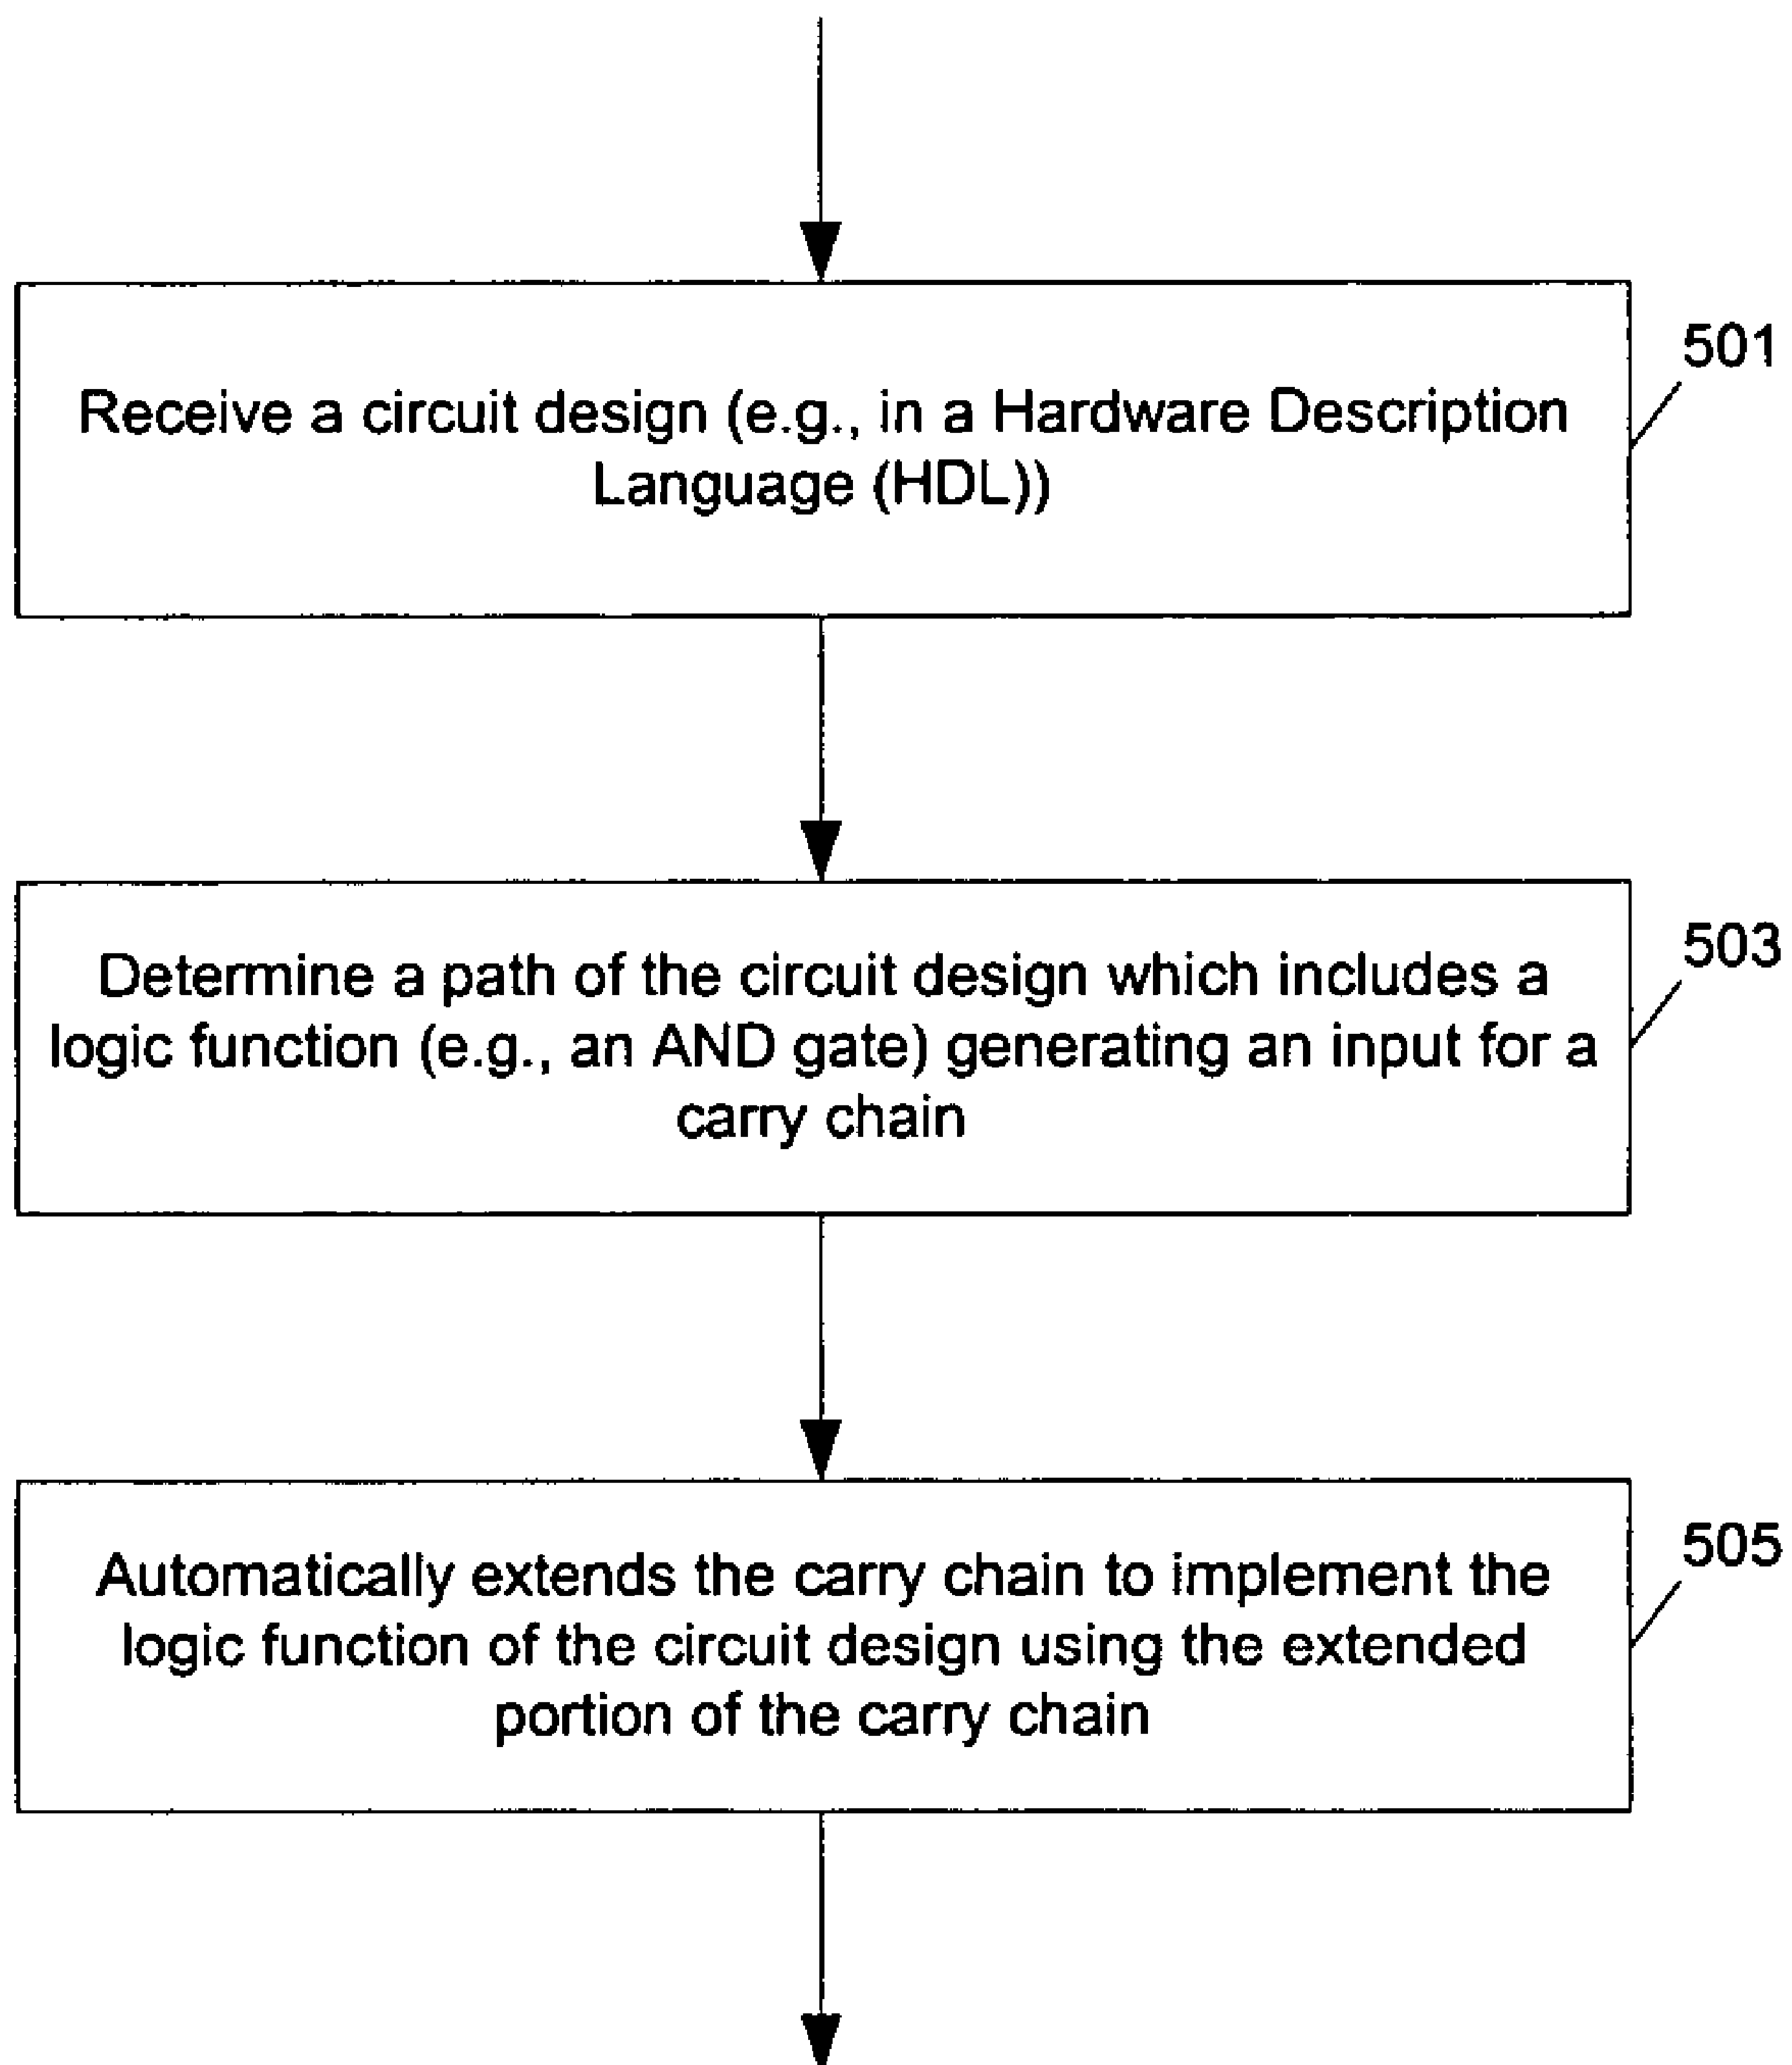 501
Receive a circuit design (e.g., in a Hardware Description
Language (HDL))
503
Determine a path of the circuit design which includes a
logic function (e.g., an AND gate) generating an input for a
carry chain
505
Automatically extends the carry chain to implement the
logic function of the circuit design using the extended
portion of the carry chain